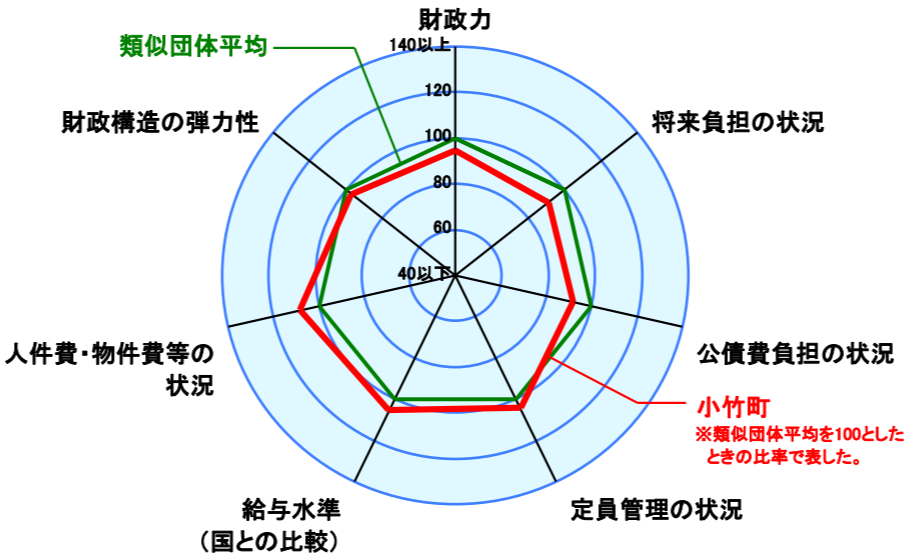 財政力
140以上
類似団体平均
120
財政構造の弾力性
将来負担の状況
100
80
60
40以下
人件費・物件費等の
状況
公債費負担の状況
小竹町
※類似団体平均を100とした
ときの比率で表した。
給与水準
（国との比較）
定員管理の状況